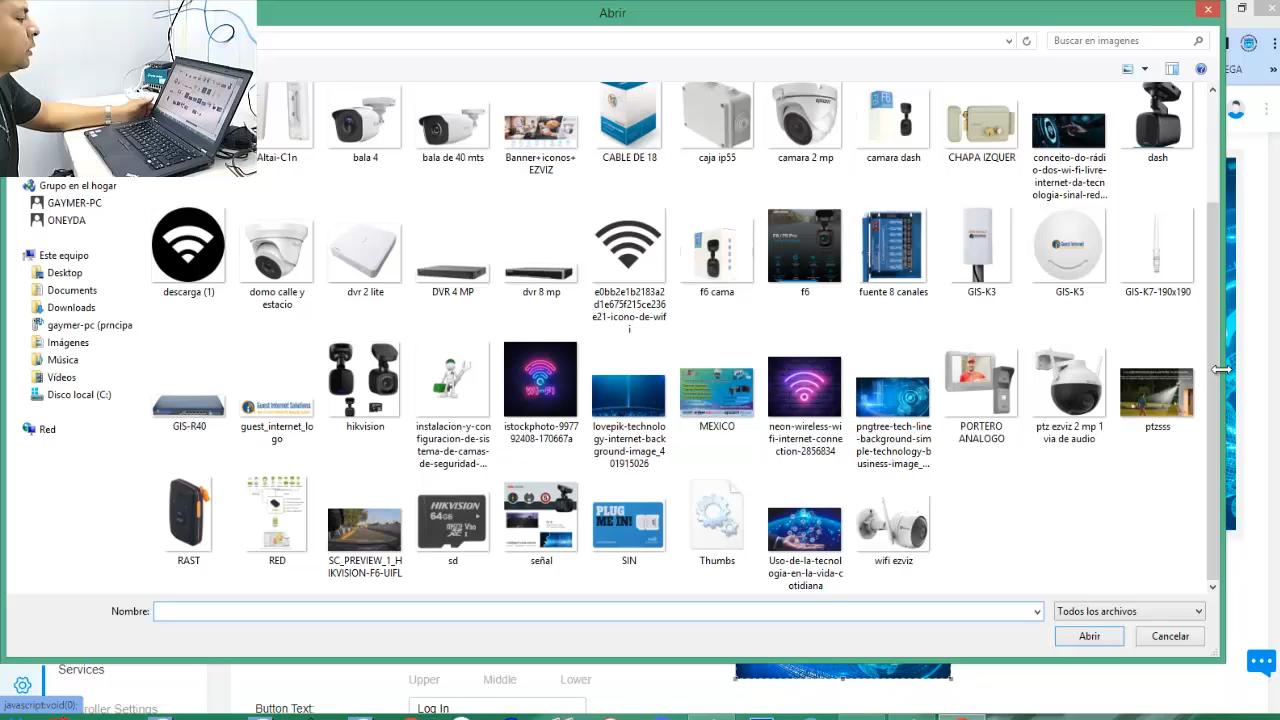 Abrir
Buscar en imagenes
EGA
»
Altai-C1n
bala 4
bala de 40 mts
Banner+iconos+
EZVIZ
CABLE DE 18
caja ip55
camara 2 mp
camara dash
CHAPA IZQUER
conceito-do-rádi
o-dos-wi-fi-livre-
internet-da-tecn
ologia-sinal-red...
dash
Grupo en el hogar
GAYMER-PC
ONEYDA
Este equipo
Desktop
Documents
Downloads
gaymer-pc (prncipa
Imágenes
Música
Vídeos
Disco local (C:)
Red
descarga (1)
domo calle y
estacio
dvr 2 lite
DVR 4 MP
dvr 8 mp
e0bb2e1b2183a2
d1e675f215ce236
e21-icono-de-wif
i
f6 cama
f6
fuente 8 canales
GIS-K3
GIS-K5
GIS-K7-190x190
GIS-R40
guest_internet_lo
go
hikvision
instalacion-y-con
figuracion-de-sis
tema-de-camas-
de-seguridad-...
istockphoto-9977
92408-170667a
lovepik-technolo
gy-internet-back
ground-image_4
01915026
MEXICO
neon-wireless-wi
fi-internet-conne
ction-2856834
pngtree-tech-line
-background-sim
ple-technology-b
usiness-image_...
PORTERO
ANALOGO
ptz ezviz 2 mp 1
via de audio
ptzsss
HIKVISION
64GB
PLUG
ME IN!
RAST
RED
SC_PREVIEW_1_H
IKVISION-F6-UIFL
sd
señal
SIN
Thumbs
Uso-de-la-tecnol
ogia-en-la-vida-c
otidiana
wifi ezviz
Nombre:
Todos los archivos
Abrir
Cancelar
Services
Upper
Middle
Lower
javascript:void(0);
roller Settings
Button Text:
Log In